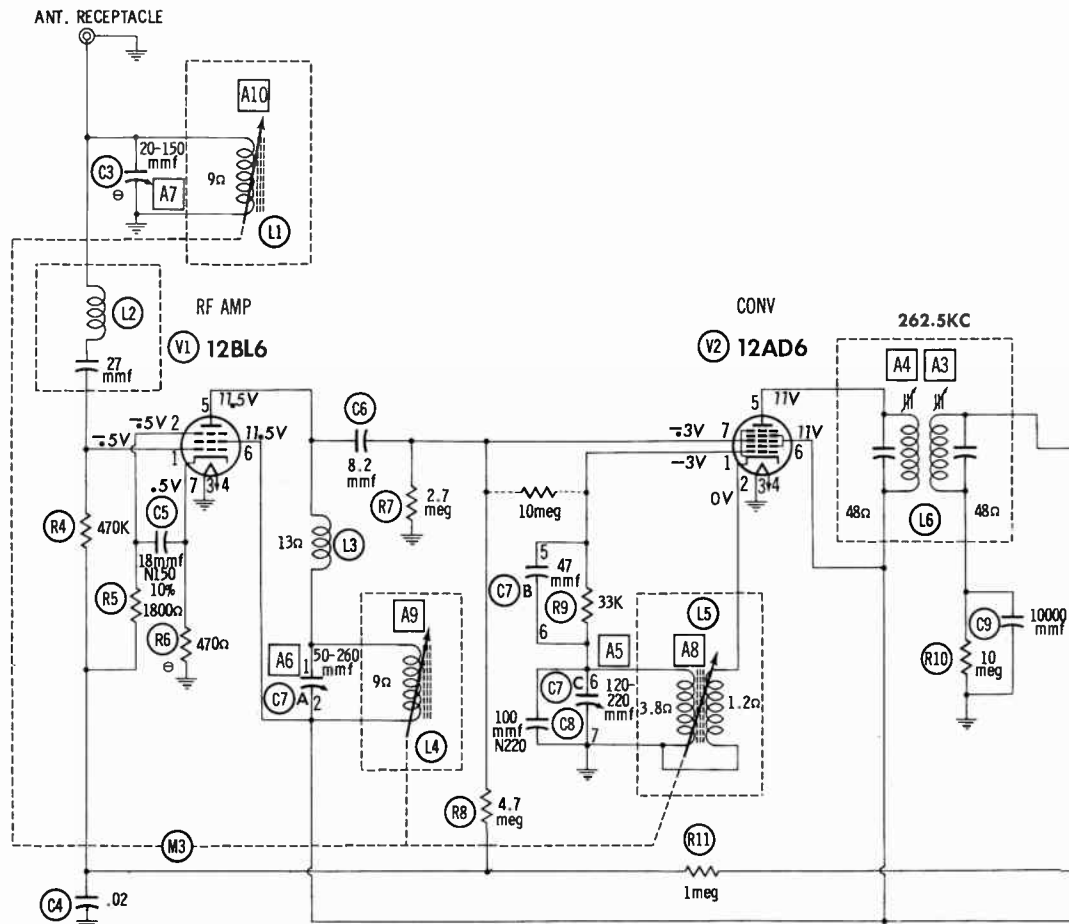 ANT. RECEPTACLE
A10
20-150
mmf
C3
A7
9Ω
L1
L2
RF AMP
V1 12BL6
27
mmf
CONV
V2 12AD6
262.5KC
A4 A3
5 11.5V
-.5V 2
-.5V
11.5V
6
1
.5V
7 3 4
C6
8.2
mmf
R7 2.7
meg
5 11V
-.3V 7
-3V 1
11V
6
2 3 4
0V
48Ω
L6
48Ω
R4 470K
C5
18mmf
N150
10%
1800Ω
R5
R6 470Ω
13Ω L3
10meg
5
47
mmf
C7 B
6
R9 33K
L5
A5 A8
A9
A6
50-260
mmf
1
C7 A
2
9Ω
L4
6
C7 C
120-
220
mmf
C8
7
100
mmf
N220
3.8Ω
1.2Ω
C9 10000
mmf
R10 10
meg
R8 4.7
meg
M3
R11
1meg
C4 .02